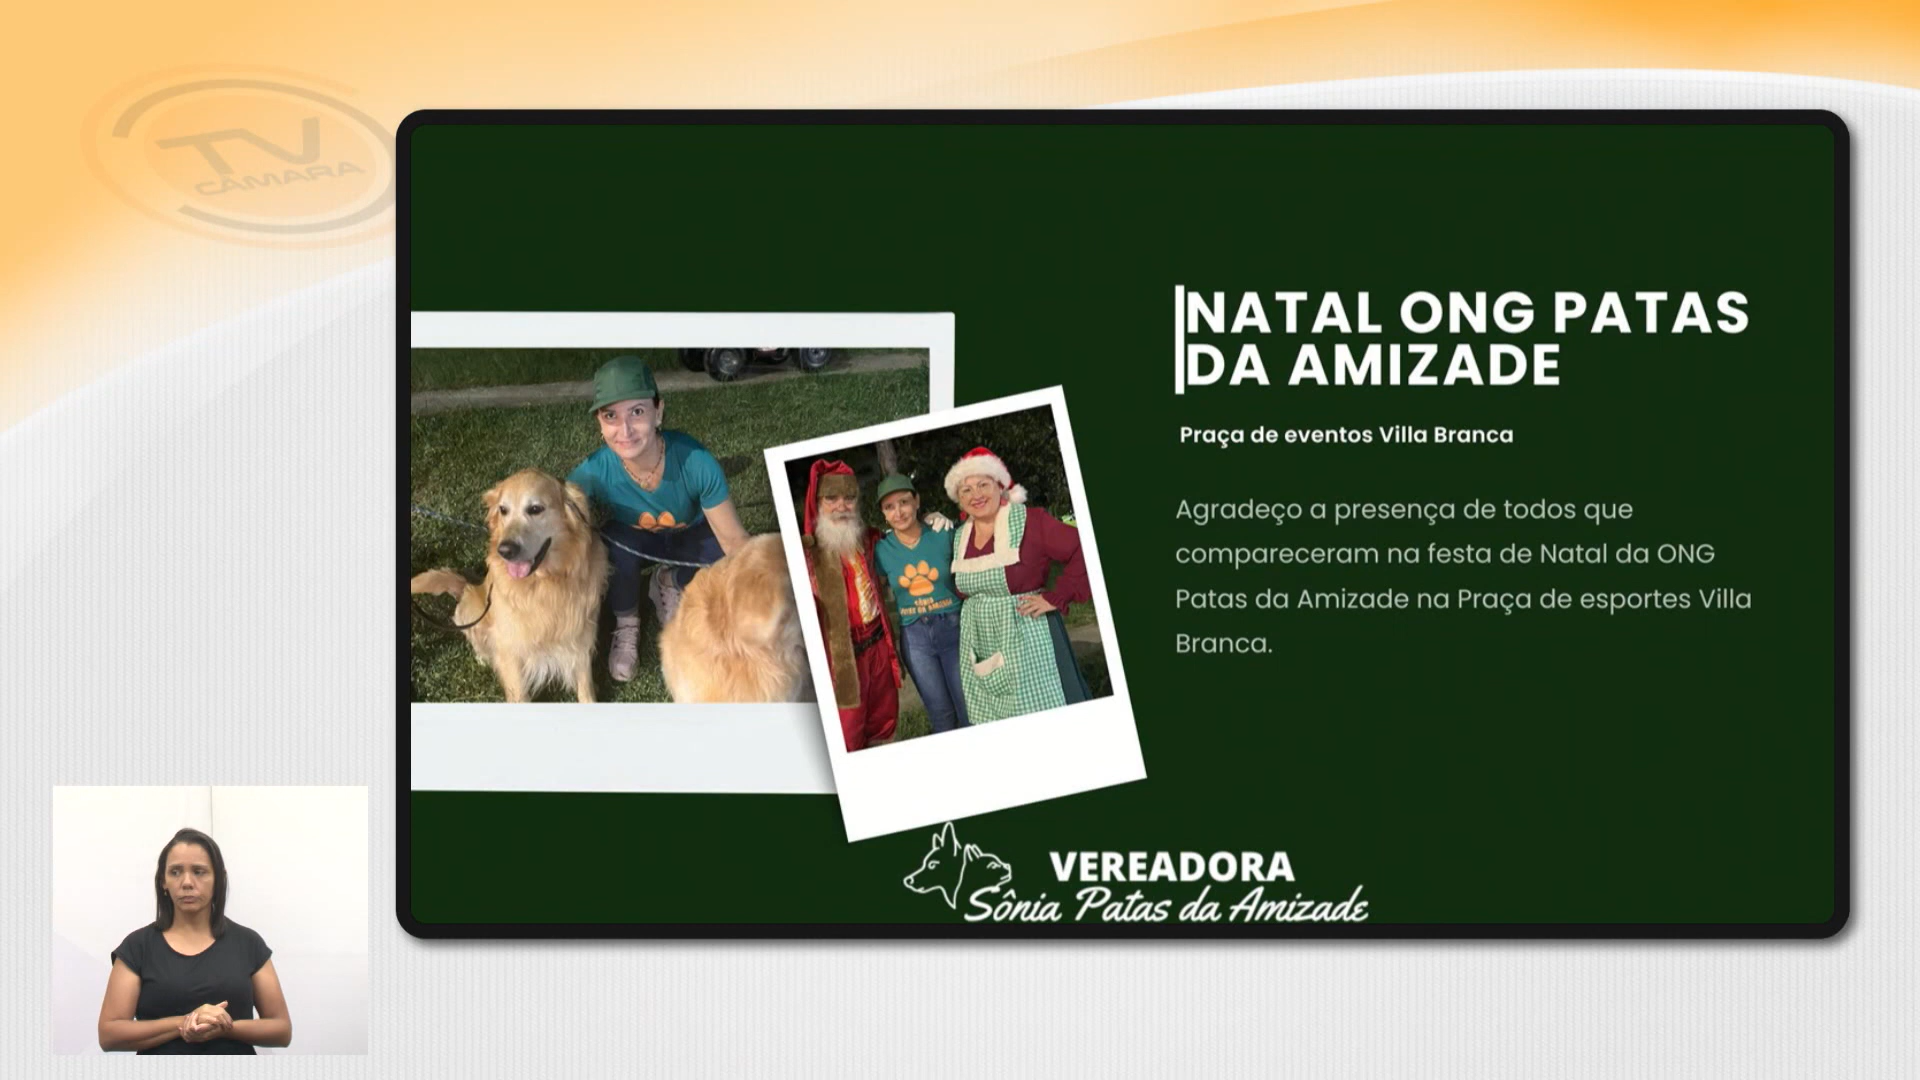 TV
CÂMARA
NATAL ONG PATAS
DA AMIZADE
Praça de eventos Villa Branca
Agradeço a presença de todos que
compareceram na festa de Natal da ONG
Patas da Amizade na Praça de esportes Villa
Branca.
VEREADORA
Sônia Patas da Amizade